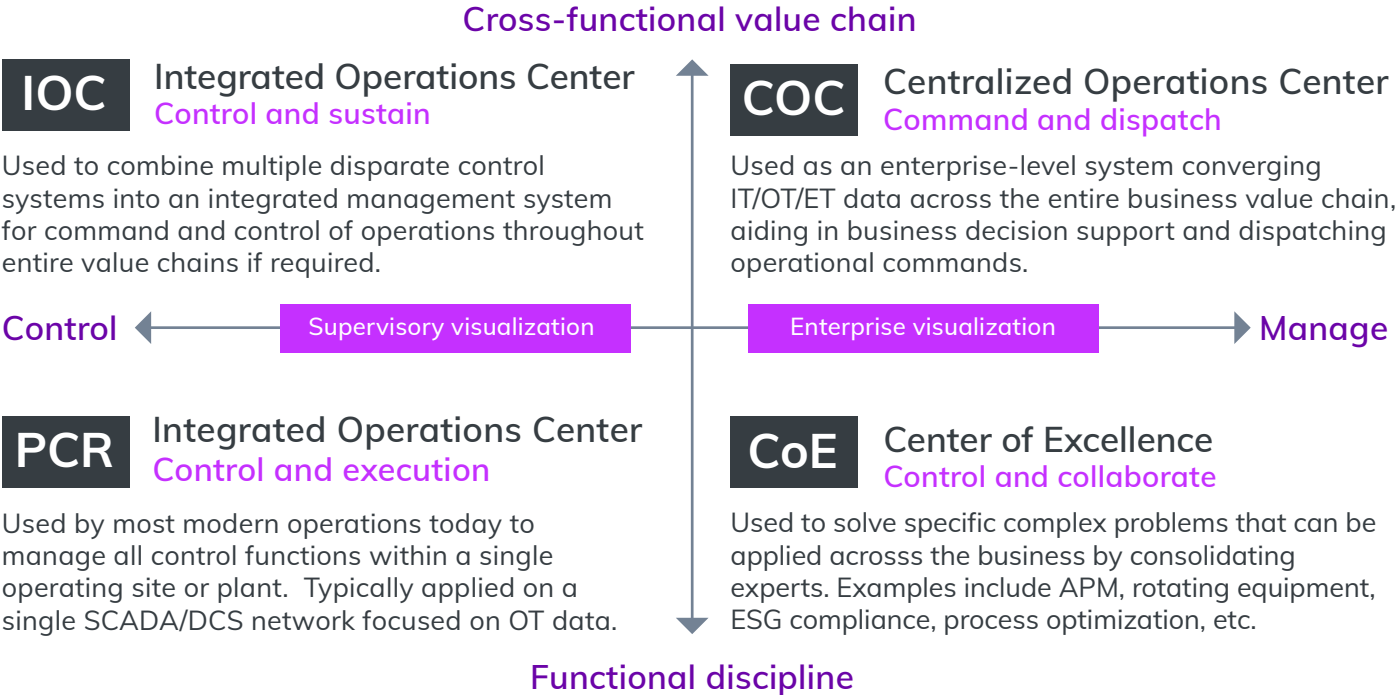 Cross-functional value chain
IOC
Integrated Operations Center
Control and sustain
Used to combine multiple disparate control
systems into an integrated management system
for command and control of operations throughout
entire value chains if required.
COC
Centralized Operations Center
Command and dispatch
Used as an enterprise-level system converging
IT/OT/ET data across the entire business value chain,
aiding in business decision support and dispatching
operational commands.
Control
Supervisory visualization
Enterprise visualization
Manage
PCR
Integrated Operations Center
Control and execution
Used by most modern operations today to
manage all control functions within a single
operating site or plant.  Typically applied on a
single SCADA/DCS network focused on OT data.
CoE
Center of Excellence
Control and collaborate
Used to solve specific complex problems that can be
applied acrosss the business by consolidating
experts. Examples include APM, rotating equipment,
ESG compliance, process optimization, etc.
Functional discipline